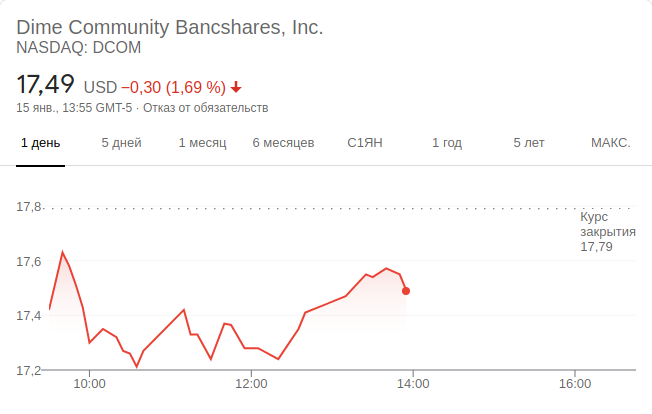 Dime Community Bancshares, Inc.
NASDAQ: DCOM
17,49 USD −0,30 (1,69 %)
15 янв., 13:55 GMT-5 · Отказ от обязательств
1 день 5 дней 1 месяц 6 месяцев С1ЯН 1 год 5 лет МАКС.
17,8
Курс
закрытия
17,79
17,6
17,4
17,2
10:00 12:00 14:00 16:00